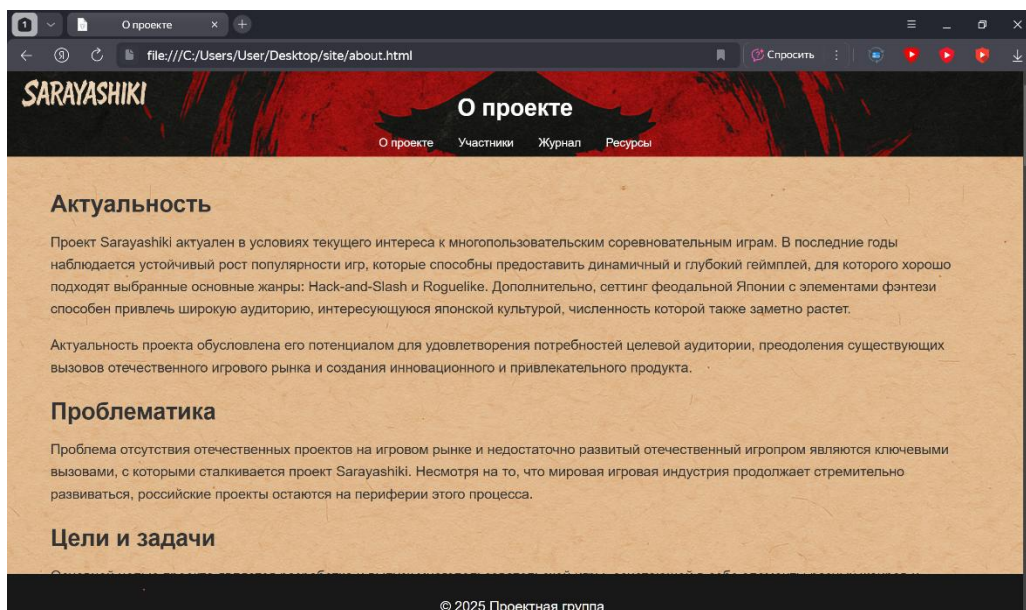 1
О проекте
file:///C:/Users/User/Desktop/site/about.html
Спросить
SARAYASHIKI
О проекте
О проекте Участники Журнал Ресурсы
Актуальность
Проект Sarayashiki актуален в условиях текущего интереса к многопользовательским соревновательным играм. В последние годы
наблюдается устойчивый рост популярности игр, которые способны предоставить динамичный и глубокий геймплей, для которого хорошо
подходят выбранные основные жанры: Hack-and-Slash и Roguelike. Дополнительно, сеттинг феодальной Японии с элементами фэнтези
способен привлечь широкую аудиторию, интересующуюся японской культурой, численность которой также заметно растет.
Актуальность проекта обусловлена его потенциалом для удовлетворения потребностей целевой аудитории, преодоления существующих
вызовов отечественного игрового рынка и создания инновационного и привлекательного продукта.
Проблематика
Проблема отсутствия отечественных проектов на игровом рынке и недостаточно развитый отечественный игропром являются ключевыми
вызовами, с которыми сталкивается проект Sarayashiki. Несмотря на то, что мировая игровая индустрия продолжает стремительно
развиваться, российские проекты остаются на периферии этого процесса.
Цели и задачи
© 2025 Проектная группа